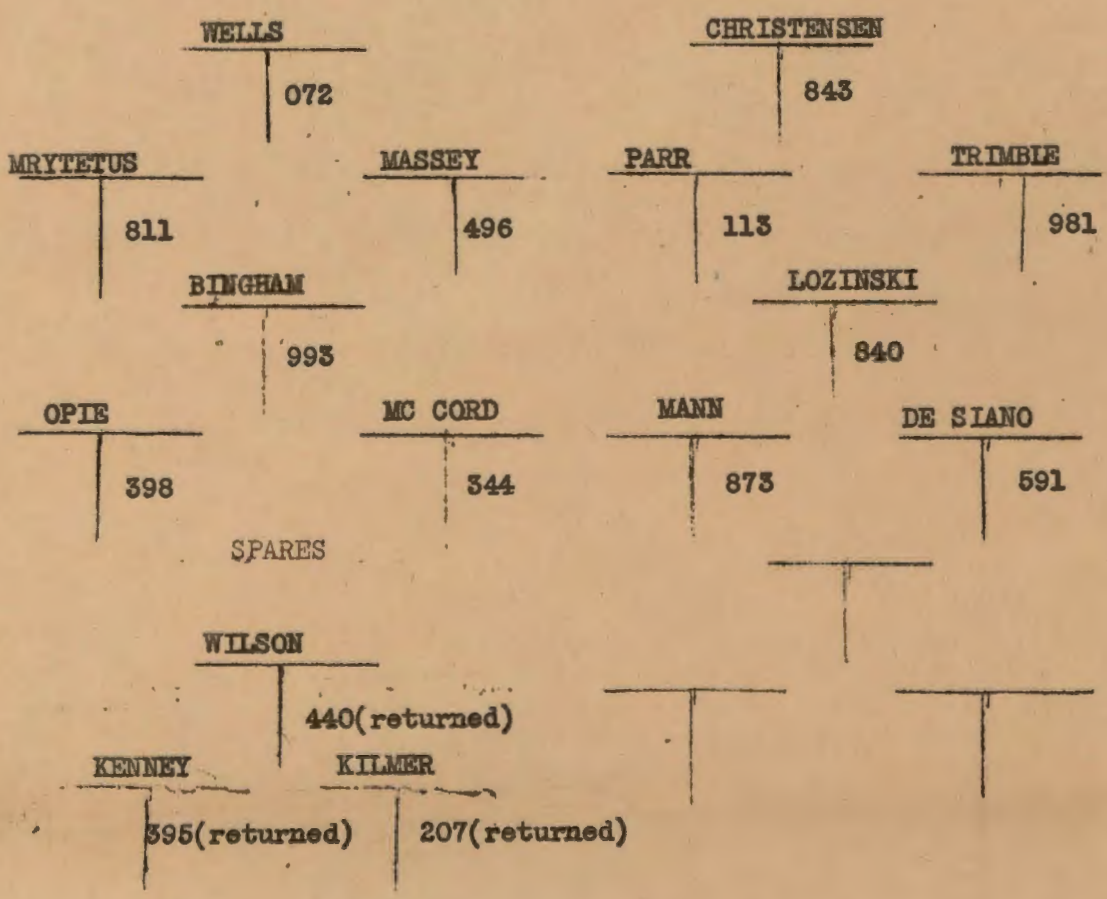 WELLS
CHRISTENSEN
072
843
MRYTETUS
MASSEY
PARR
TRIMBLE
811
496
113
981
BINGHAM
LOZINSKI
993
840
OPIE
MC CORD
MANN
DE SIANO
398
344
873
591
SPARES
WILSON
440(returned)
KENNEY
KILMER
395(returned)
207(returned)